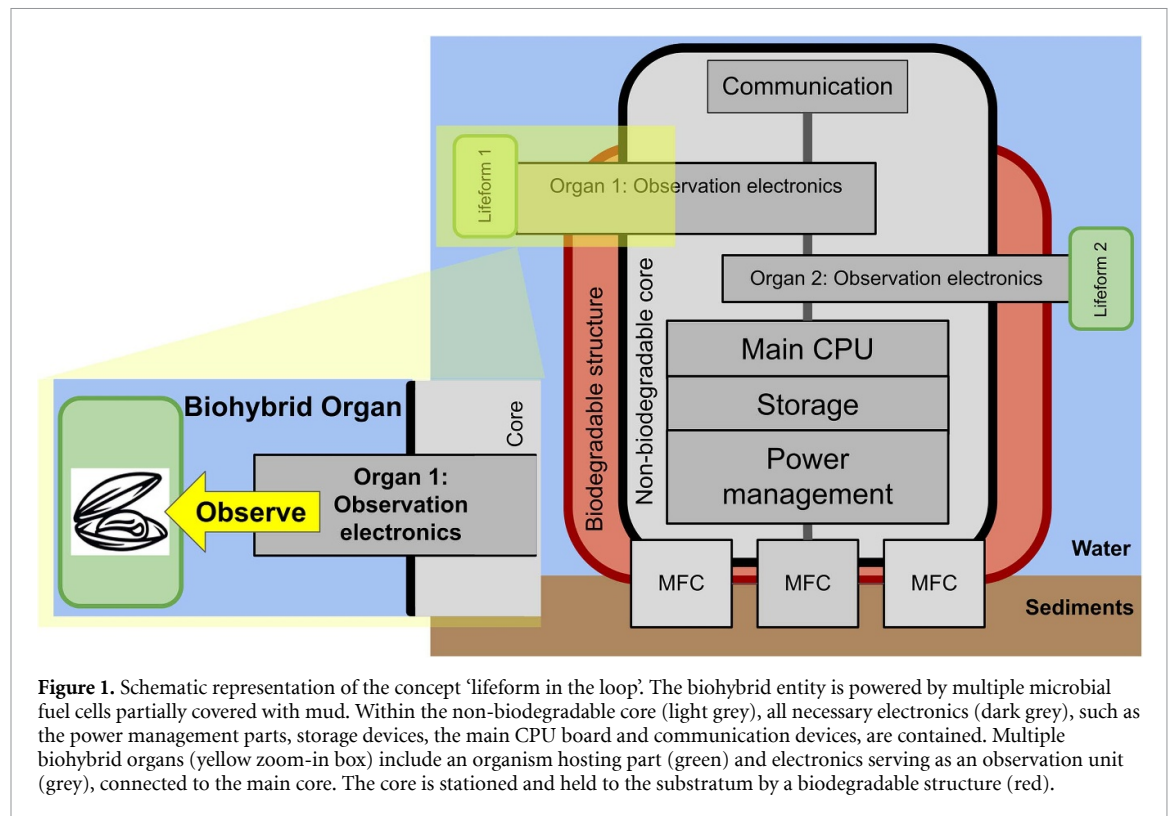 Communication
Lifeform 1
Organ 1: Observation electronics
Organ 2: Observation electronics
Lifeform 2
Biodegradable structure
Non-biodegradable core
Main CPU
Storage
Power
management
Biohybrid Organ
Core
Organ 1:
Observation
electronics
Observe
MFC
MFC
MFC
Water
Sediments
Figure 1. Schematic representation of the concept ‘lifeform in the loop’. The biohybrid entity is powered by multiple microbial
fuel cells partially covered with mud. Within the non-biodegradable core (light grey), all necessary electronics (dark grey), such as
the power management parts, storage devices, the main CPU board and communication devices, are contained. Multiple
biohybrid organs (yellow zoom-in box) include an organism hosting part (green) and electronics serving as an observation unit
(grey), connected to the main core. The core is stationed and held to the substratum by a biodegradable structure (red).